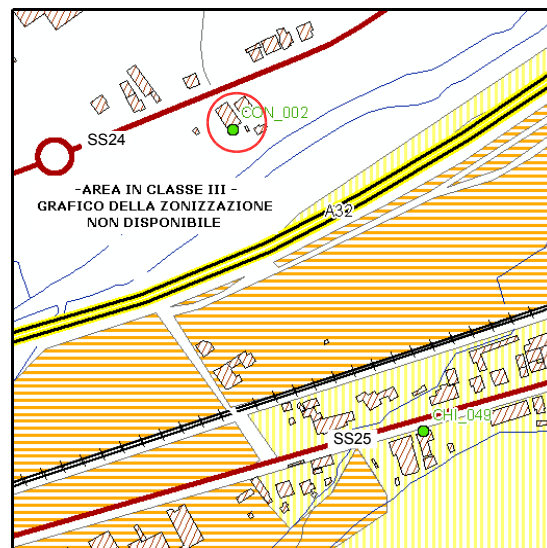 CON_002
SS24
-AREA IN CLASSE III -
GRAFICO DELLA ZONIZZAZIONE
NON DISPONIBILE
A32
CHI_049
SS25